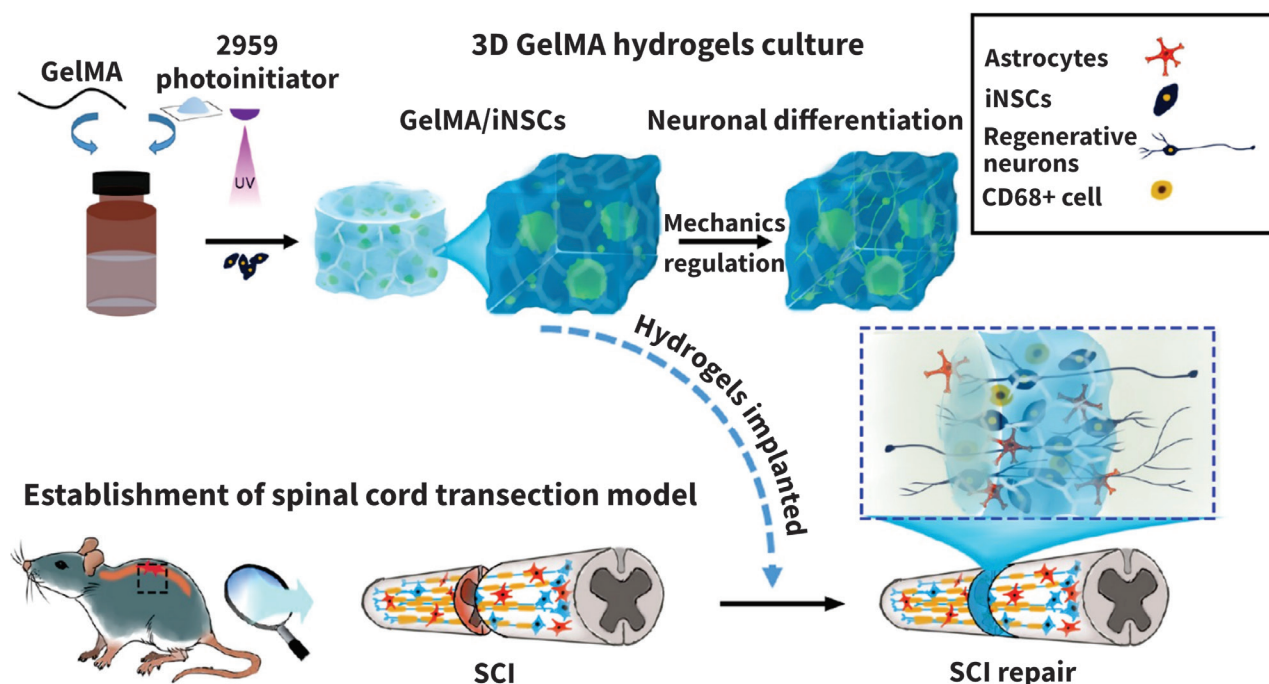 GelMA
2959
photoinitiator
UV
3D GelMA hydrogels culture
GelMA/iNSCs
Neuronal differentiation
Mechanics
regulation
Astrocytes
iNSCs
Regenerative
neurons
CD68+ cell
Hydrogels implanted
Establishment of spinal cord transection model
SCI
SCI repair